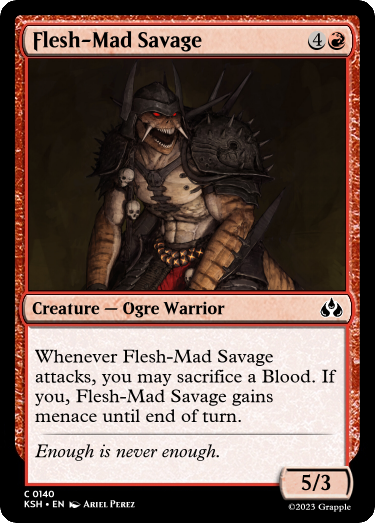 Flesh-Mad Savage 4
Creature — Ogre Warrior
Whenever Flesh-Mad Savage
attacks, you may sacrifice a Blood. If
you, Flesh-Mad Savage gains
menace until end of turn.
Enough is never enough.
5/3
C 0140
KSH • EN Ariel Perez
©2023 Grapple